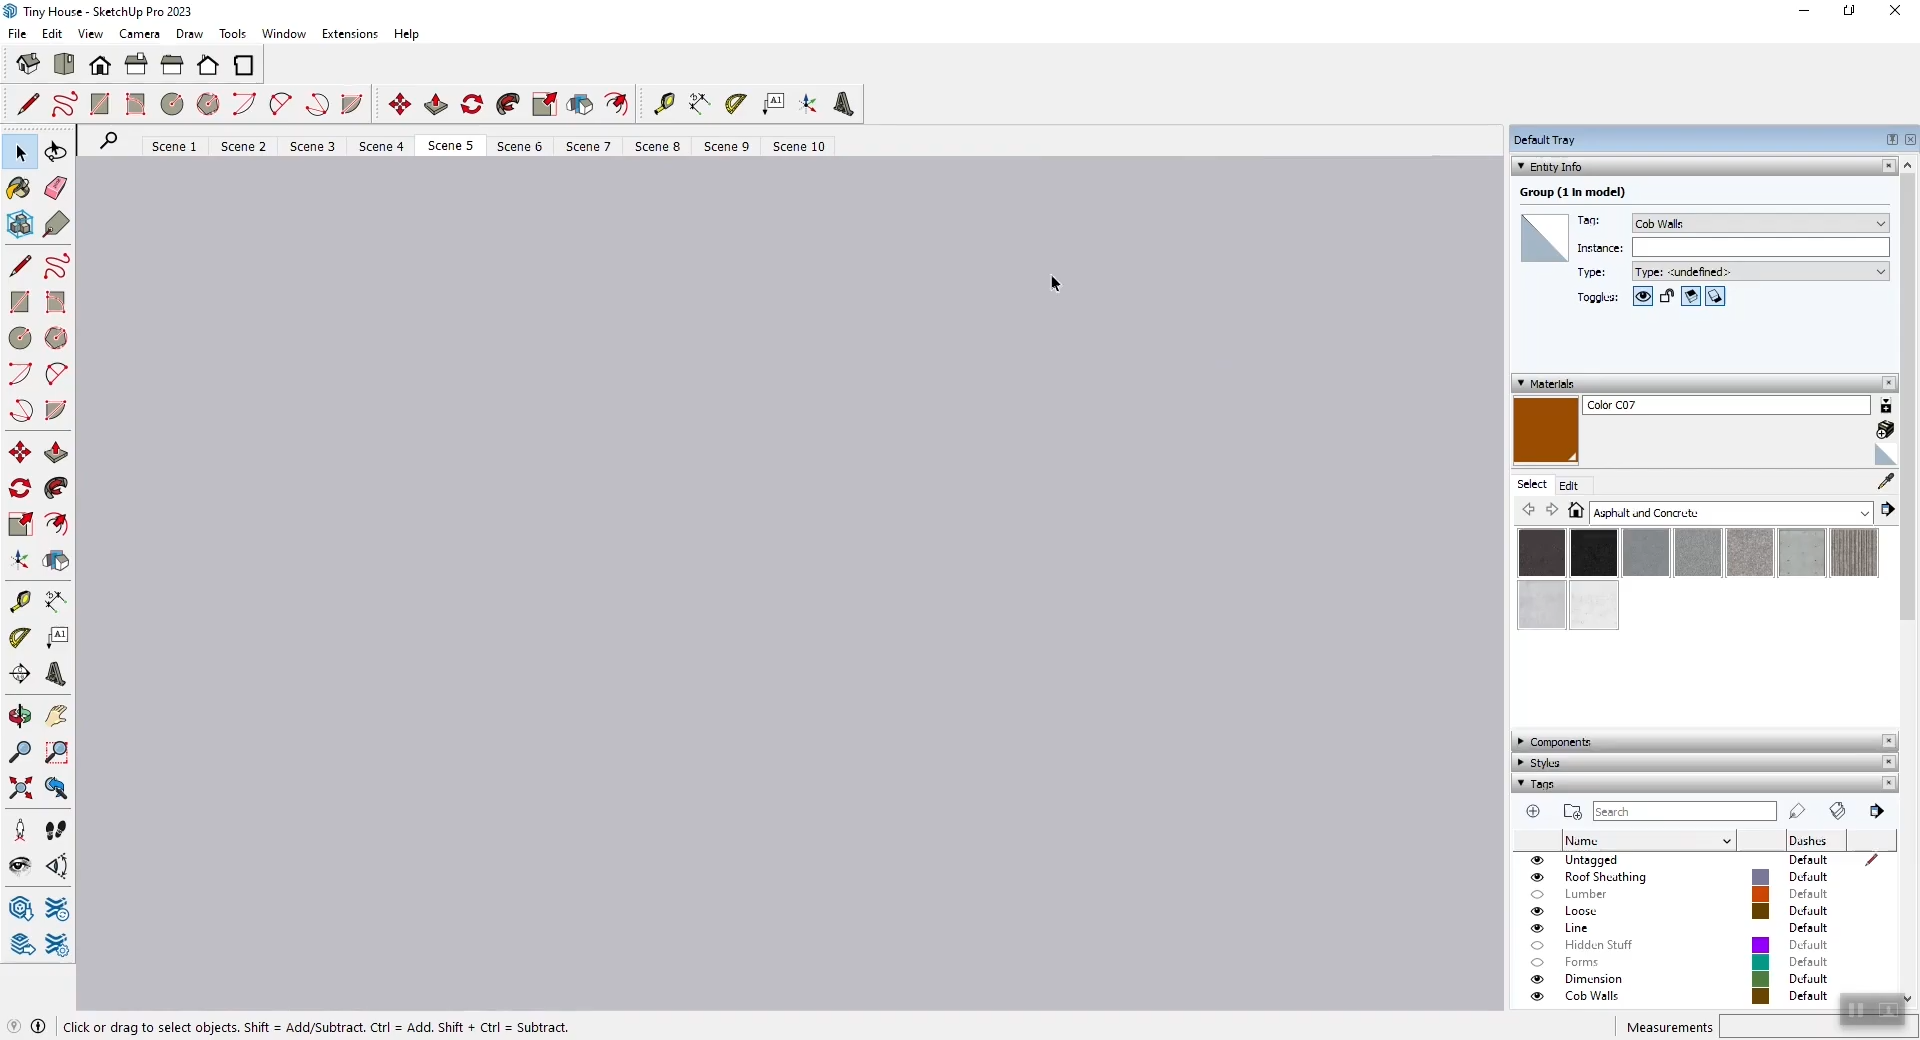 Tiny House - SketchUp Pro 2023
File Edit View Camera Draw Tools Window Extensions Help
A1
Scene 1 Scene 2 Scene 3 Scene 4 Scene 5 Scene 6 Scene 7 Scene 8 Scene 9 Scene 10
Default Tray
Entity Info
Group (1 in model)
Tag: Cob Walls
Instance:
Type: Type: <undefined>
Toggles:
Materials
Color C07
Select Edit
Asphalt and Concrete
A1
Components
Styles
Tags
Search
Name Dashes
Untagged Default
Roof Sheathing Default
Lumber Default
Loose Default
Line Default
Hidden Stuff Default
Forms Default
Dimension Default
Cob Walls Default
Click or drag to select objects. Shift = Add/Subtract. Ctrl = Add. Shift + Ctrl = Subtract.
Measurements